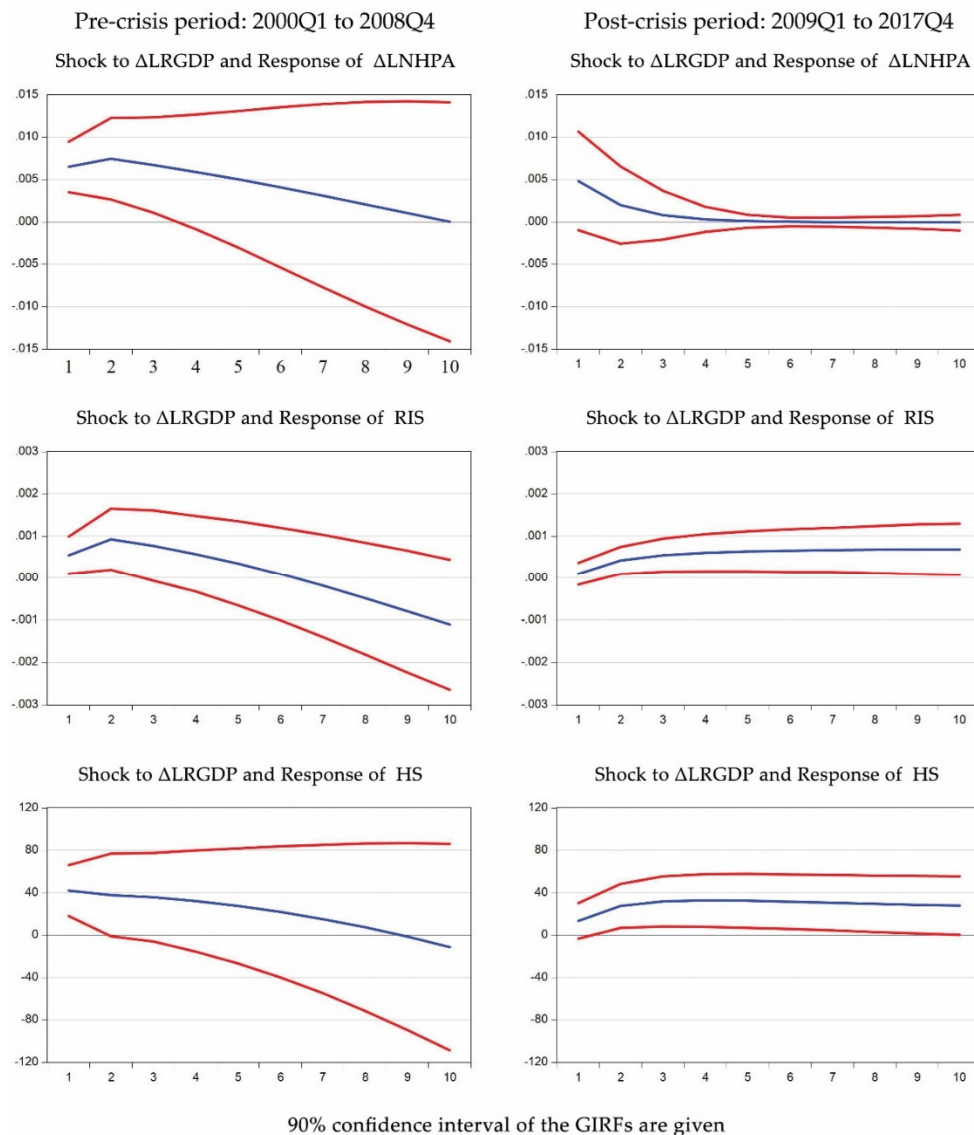 Pre-crisis period: 2000Q1 to 2008Q4
Post-crisis period: 2009Q1 to 2017Q4
Shock to ΔLRGDP and Response of ΔLNHPA
Shock to ΔLRGDP and Response of ΔLNHPA
.015
.010
.005
.000
-.005
-.010
-.015
1 2 3 4 5 6 7 8 9 10
.015
.010
.005
.000
-.005
-.010
-.015
1 2 3 4 5 6 7 8 9 10
Shock to ΔLRGDP and Response of RIS
Shock to ΔLRGDP and Response of RIS
.003
.002
.001
.000
-.001
-.002
-.003
1 2 3 4 5 6 7 8 9 10
.003
.002
.001
.000
-.001
-.002
-.003
1 2 3 4 5 6 7 8 9 10
Shock to ΔLRGDP and Response of HS
Shock to ΔLRGDP and Response of HS
120
80
40
0
-40
-80
-120
1 2 3 4 5 6 7 8 9 10
120
80
40
0
-40
-80
-120
1 2 3 4 5 6 7 8 9 10
90% confidence interval of the GIRFs are given